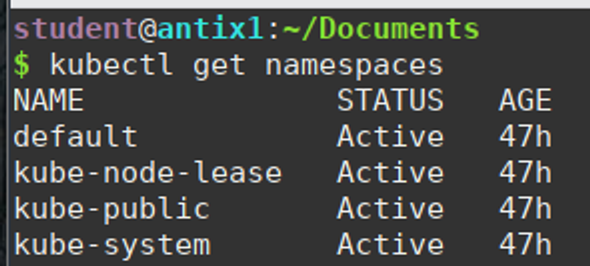 student@antix1:~/Documents
$ kubectl get namespaces
NAME STATUS AGE
default Active 47h
kube-node-lease Active 47h
kube-public Active 47h
kube-system Active 47h